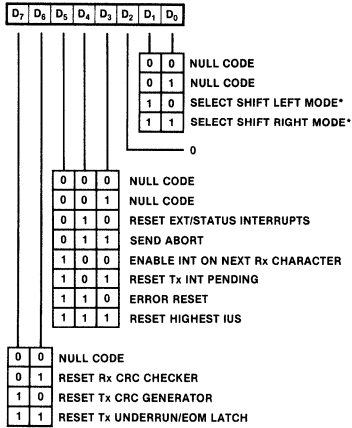 D7 D6 D5 D4 D3 D2 D1 D0
0 0 NULL CODE
0 1 NULL CODE
1 0 SELECT SHIFT LEFT MODE*
1 1 SELECT SHIFT RIGHT MODE*
0
0 0 0 NULL CODE
0 0 1 NULL CODE
0 1 0 RESET EXT/STATUS INTERRUPTS
0 1 1 SEND ABORT
1 0 0 ENABLE INT ON NEXT Rx CHARACTER
1 0 1 RESET Tx INT PENDING
1 1 0 ERROR RESET
1 1 1 RESET HIGHEST IUS
0 0 NULL CODE
0 1 RESET Rx CRC CHECKER
1 0 RESET Tx CRC GENERATOR
1 1 RESET Tx UNDERRUN/EOM LATCH